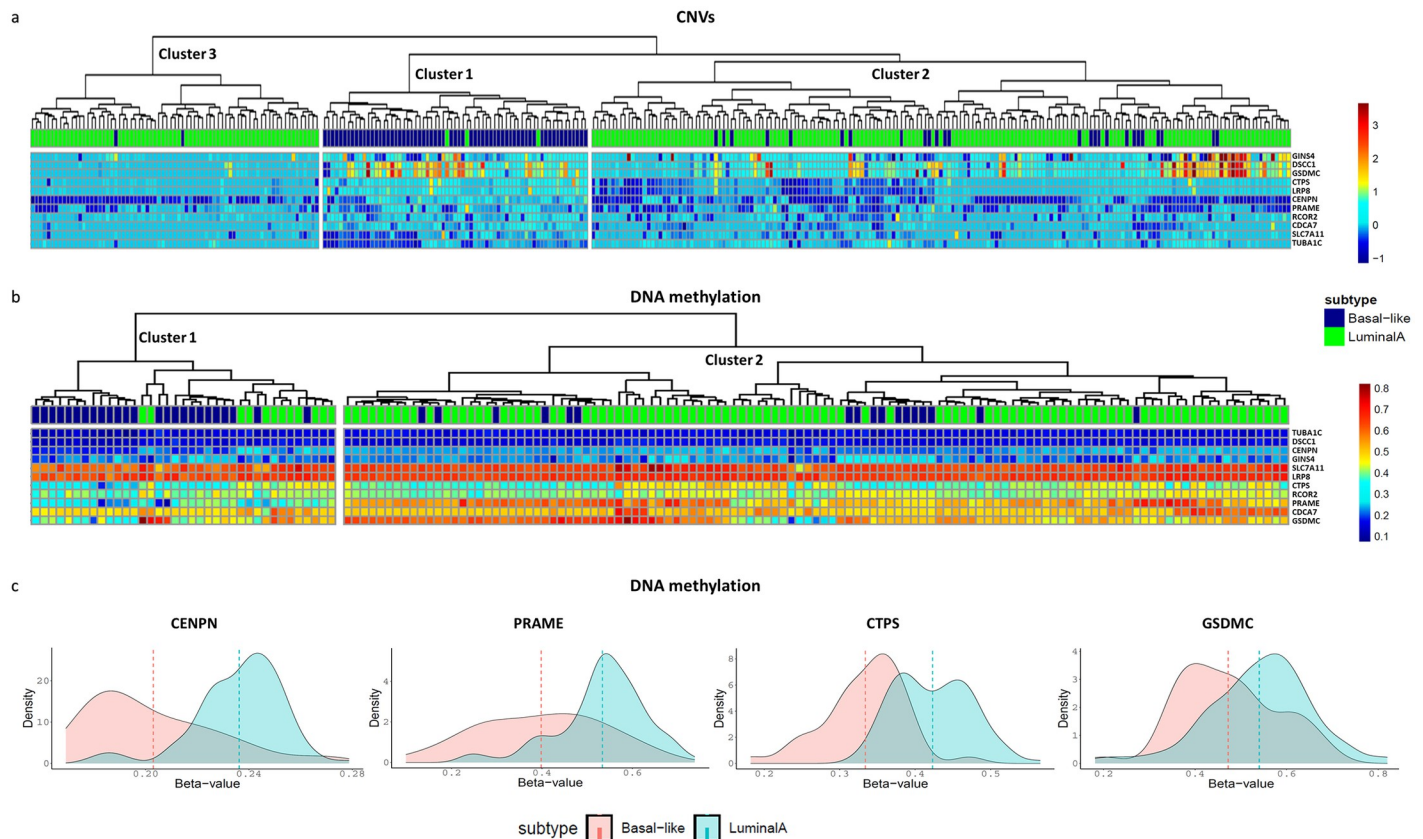 a
CNVs
Cluster 3
Cluster 1
Cluster 2
3
2
1
0
−1
GINS4
DSCC1
GSDMC
CTPS
LRP8
CENPN
PRAME
RCOR2
CDCA7
SLC7A11
TUBA1C
b
DNA methylation
subtype
Basal−like
LuminalA
Cluster 1
Cluster 2
0.8
0.7
0.6
0.5
0.4
0.3
0.2
0.1
TUBA1C
DSCC1
CENPN
GINS4
SLC7A11
LRP8
CTPS
RCOR2
PRAME
CDCA7
GSDMC
c
DNA methylation
CENPN
Density
20
10
0
0.20 0.24 0.28
Beta-value
PRAME
Density
4
2
0
0.2 0.4 0.6
Beta-value
CTPS
Density
8
6
4
2
0
0.2 0.3 0.4 0.5
Beta-value
GSDMC
Density
4
3
2
1
0
0.2 0.4 0.6 0.8
Beta-value
subtype Basal-like LuminalA